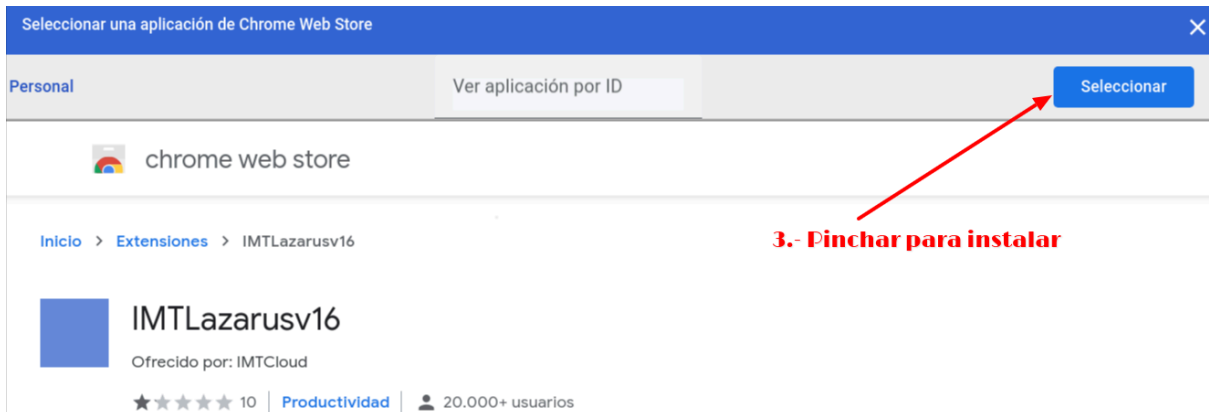 Seleccionar una aplicación de Chrome Web Store
Personal
Ver aplicación por ID
Seleccionar
chrome web store
Inicio > Extensiones > IMTLazarusv16
3.- Pinchar para instalar
IMTLazarusv16
Ofrecido por: IMTCloud
10 | Productividad | 20.000+ usuarios